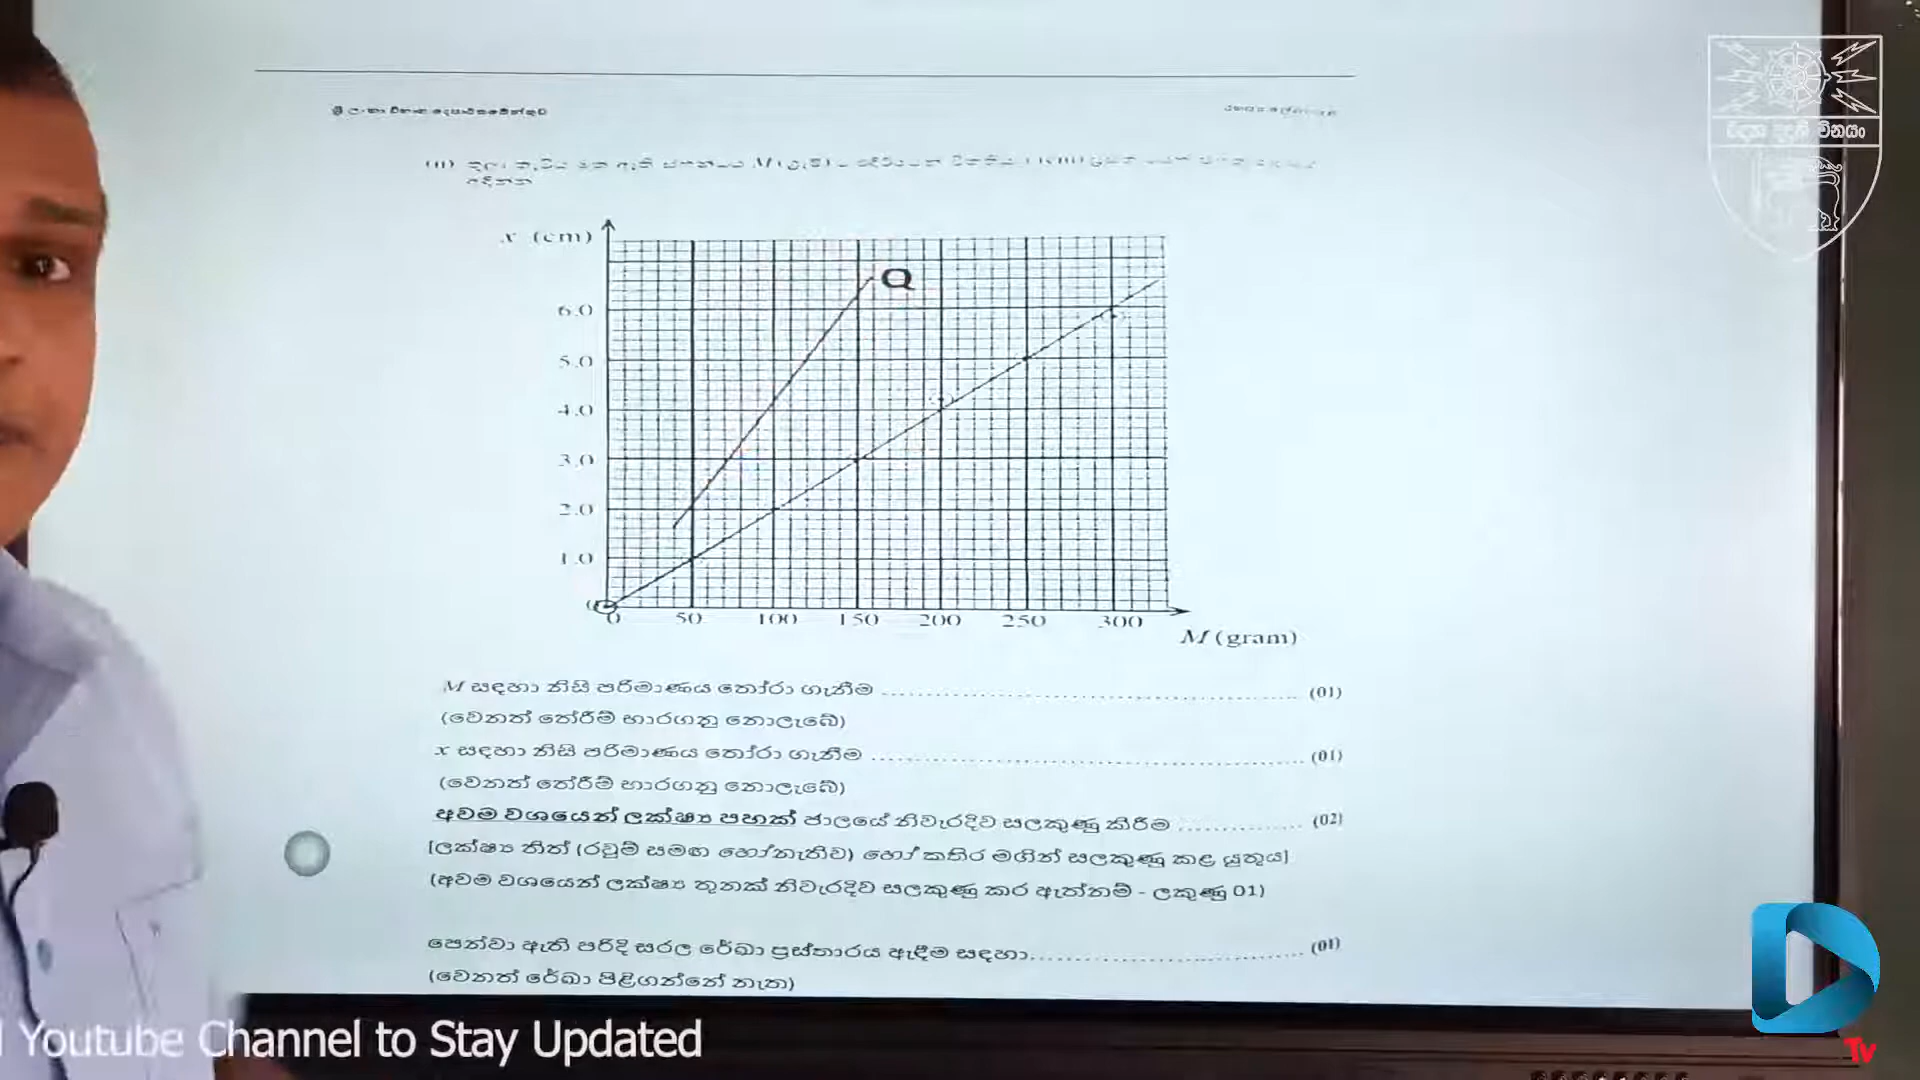 ශ්‍රී ලංකා විභාග දෙපාර්තමේන්තුව
(ii)
අඳින්න
x (cm)
Q
6.0
5.0
4.0
3.0
2.0
1.0
0 50 100 150 200 250 300
M (gram)
M සඳහා නිසි පරිමාණය තෝරා ගැනීම (01)
(වෙනත් තේරීම් භාරගනු නොලැබේ)
x සඳහා නිසි පරිමාණය තෝරා ගැනීම (01)
(වෙනත් තේරීම් භාරගනු නොලැබේ)
අවම වශයෙන් ලක්ෂ්‍ය පහක් ජාලයේ නිවැරදිව සලකුණු කිරීම (02)
[ලක්ෂ්‍ය තිත් (රවුම් සමඟ හෝ නැතිව) හෝ කතිර මගින් සලකුණු කළ යුතුය]
(අවම වශයෙන් ලක්ෂ්‍ය තුනක් නිවැරදිව සලකුණු කර ඇත්නම් - ලකුණු 01)
පෙන්වා ඇති පරිදි සරල රේඛා ප්‍රස්තාරය ඇඳීම සඳහා (01)
(වෙනත් රේඛා පිළිගන්නේ නැත)
Youtube Channel to Stay Updated
Tv